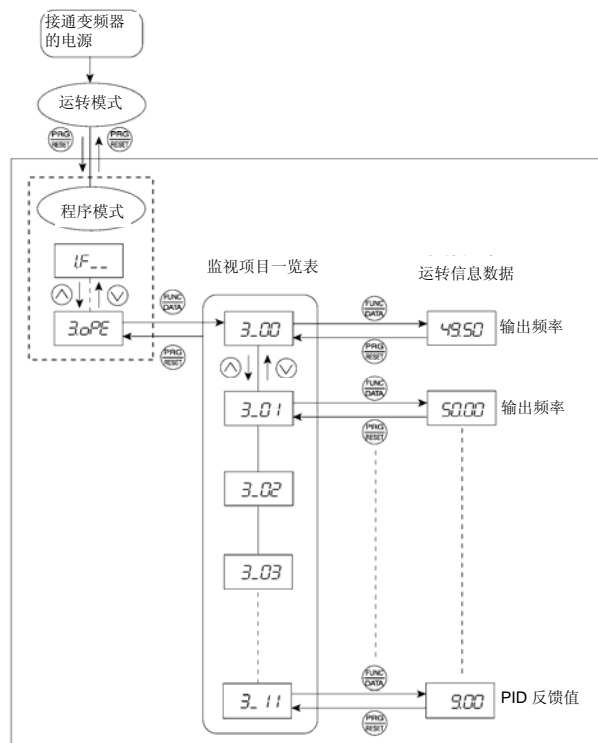 接通变频器
的电源
运转模式
PRG
RESET
PRG
RESET
程序模式
1.F_ _
监视项目一览表
运转信息数据
FUNC
DATA
3.oPE
PRG
RESET
3_00
FUNC
DATA
PRG
RESET
49.50
输出频率
3_01
FUNC
DATA
PRG
RESET
50.00
输出频率
3_02
3_03
3_11
FUNC
DATA
PRG
RESET
9.00
PID 反馈值